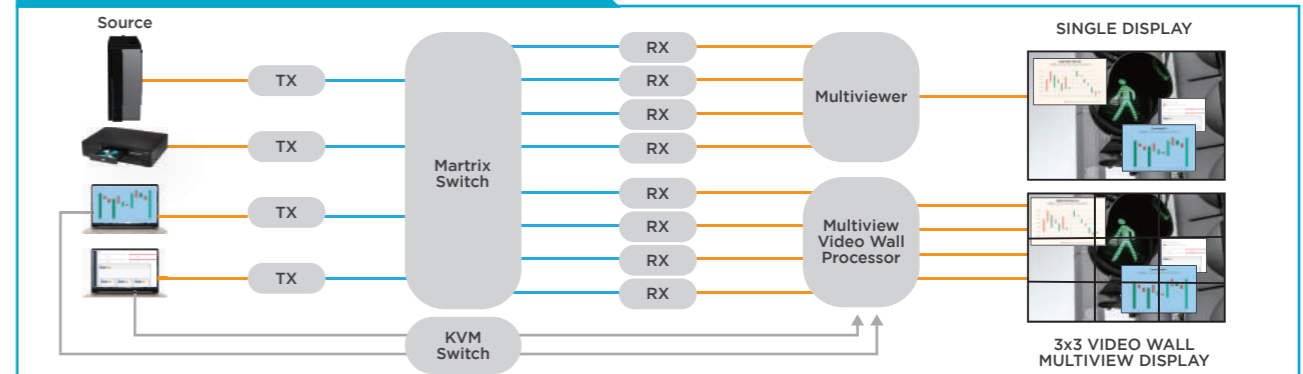 Source
SINGLE DISPLAY
TX
TX
TX
TX
Martrix
Switch
KVM
Switch
RX
RX
RX
RX
RX
RX
RX
RX
Multiviewer
Multiview
Video Wall
Processor
3x3 VIDEO WALL
MULTIVIEW DISPLAY